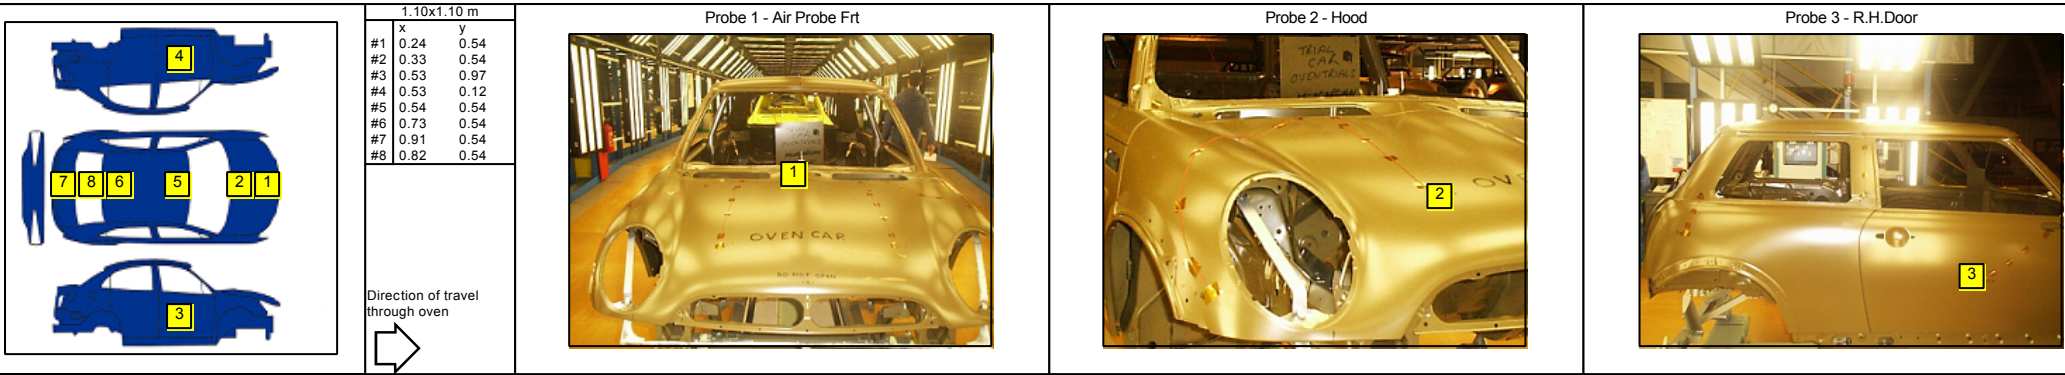 4
7 8 6 5 2 1
3
1.10x1.10 m
x y
#1 0.24 0.54
#2 0.33 0.54
#3 0.53 0.97
#4 0.53 0.12
#5 0.54 0.54
#6 0.73 0.54
#7 0.91 0.54
#8 0.82 0.54
Direction of travel
through oven
Probe 1 - Air Probe Frt
1
OVEN CAR
DO NOT OPEN
Probe 2 - Hood
TRIAL
CAR
OVEN TRIALS
2
OV
Probe 3 - R.H.Door
3